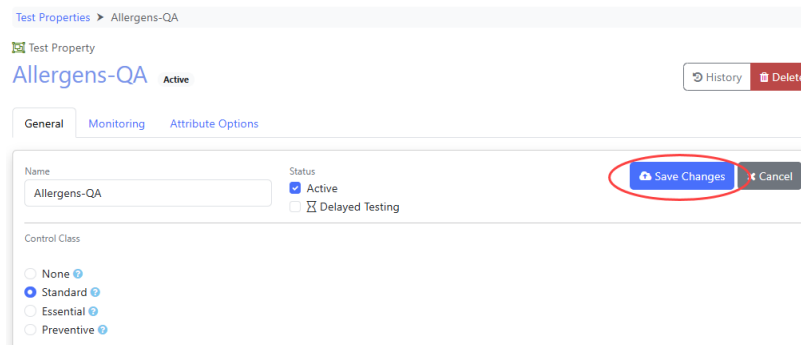 Test Properties > Allergens-QA
Test Property
Allergens-QA Active
History Delete
General Monitoring Attribute Options
Name Status
Allergens-QA Active Save Changes Cancel
Delayed Testing
Control Class
None ?
Standard ?
Essential ?
Preventive ?